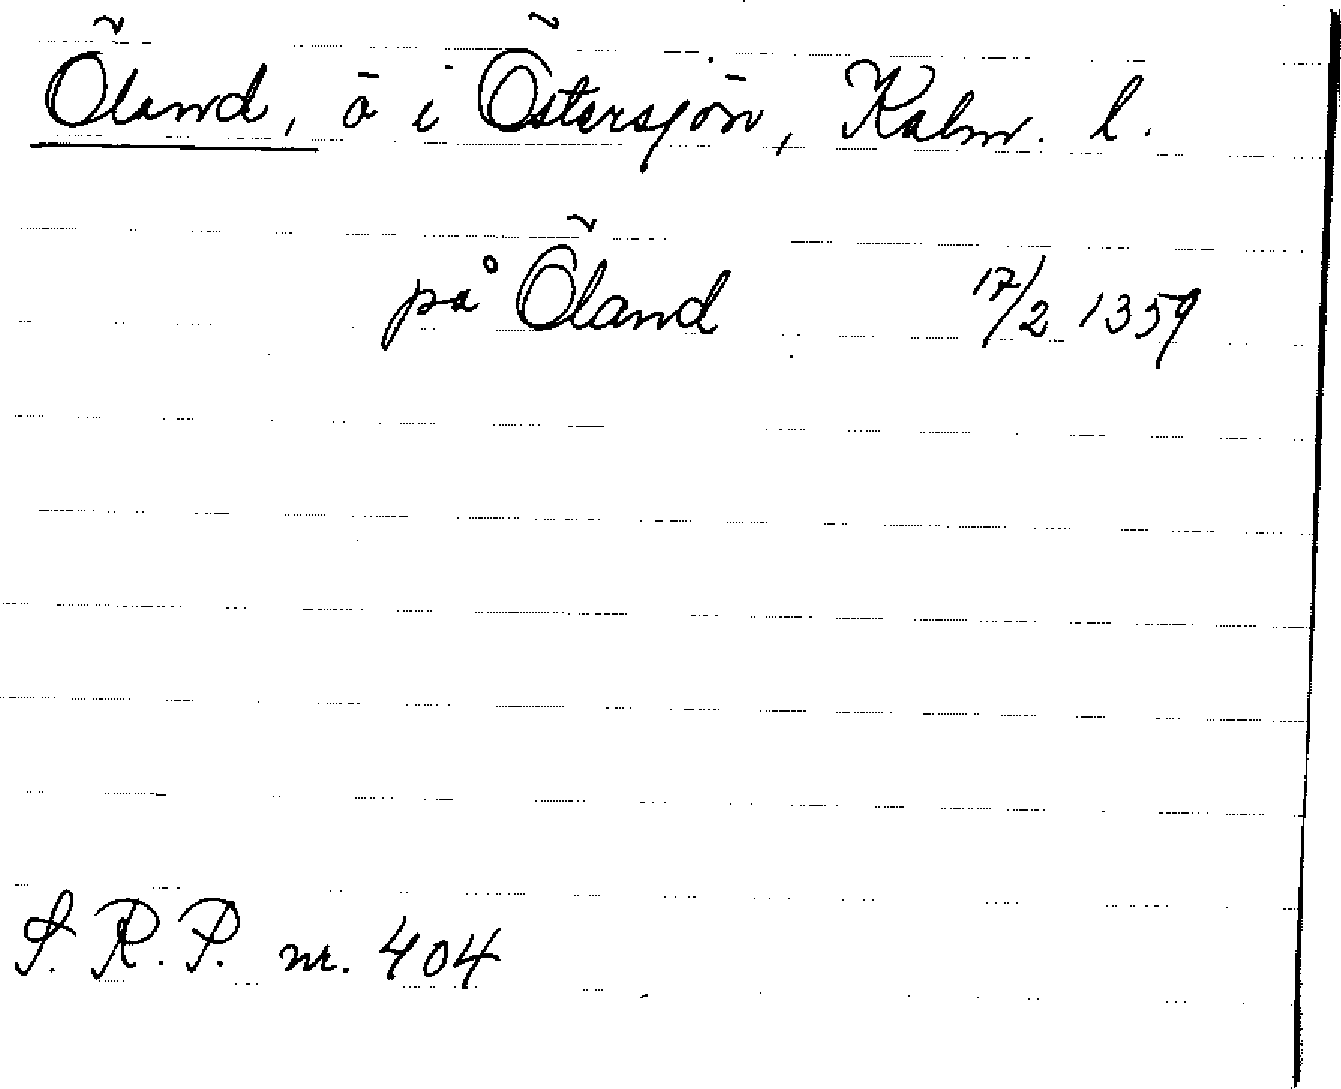 Öland, ö i Östersjön, Kalm. l.
på Öland 17/2 1359
S.R.P. nr. 404